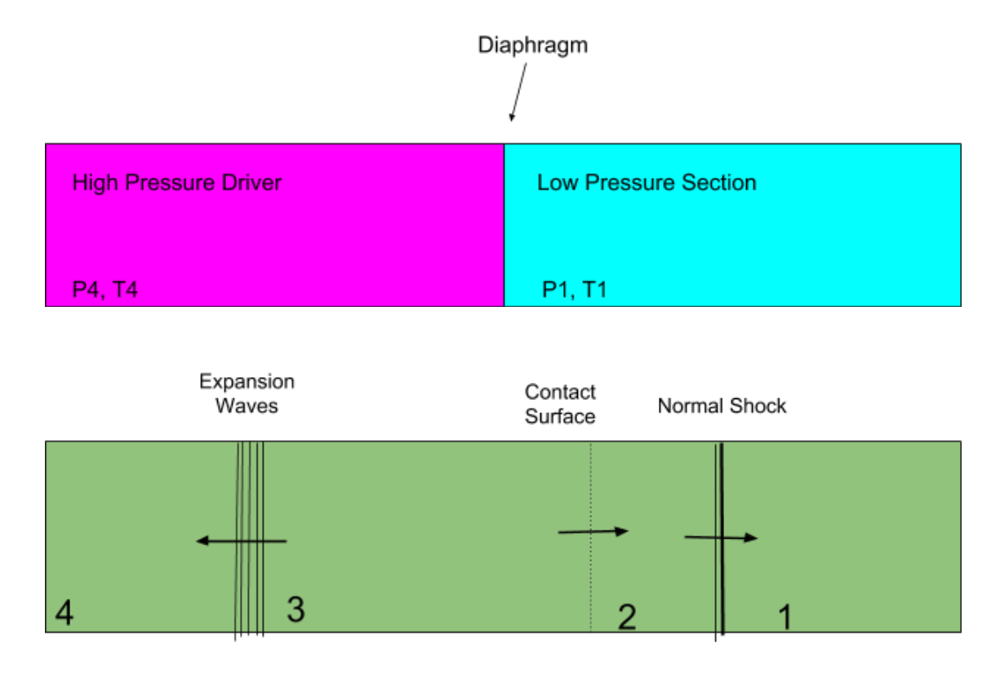 Diaphragm
High Pressure Driver
Low Pressure Section
P4, T4
P1, T1
Expansion
Waves
Contact
Surface
Normal Shock
4
3
2
1